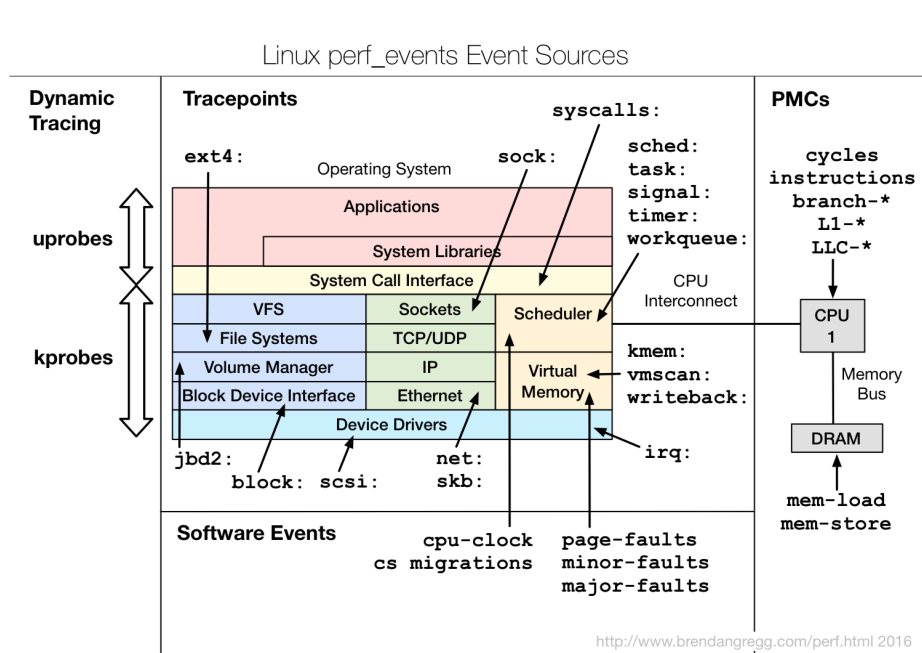 Linux perf_events Event Sources
Dynamic
Tracing
uprobes
kprobes
Tracepoints
syscalls:
ext4:
sock:
sched:
task:
signal:
timer:
workqueue:
Operating System
Applications
System Libraries
System Call Interface
VFS
Sockets
Scheduler
File Systems
TCP/UDP
Volume Manager
IP
Virtual
Memory
Block Device Interface
Ethernet
Device Drivers
kmem:
vmscan:
writeback:
jbd2:
block:
scsi:
net:
skb:
irq:
CPU
Interconnect
PMCs
cycles
instructions
branch-*
L1-*
LLC-*
CPU
1
Memory
Bus
DRAM
mem-load
mem-store
Software Events
cpu-clock
cs migrations
page-faults
minor-faults
major-faults
http://www.brendangregg.com/perf.html 2016